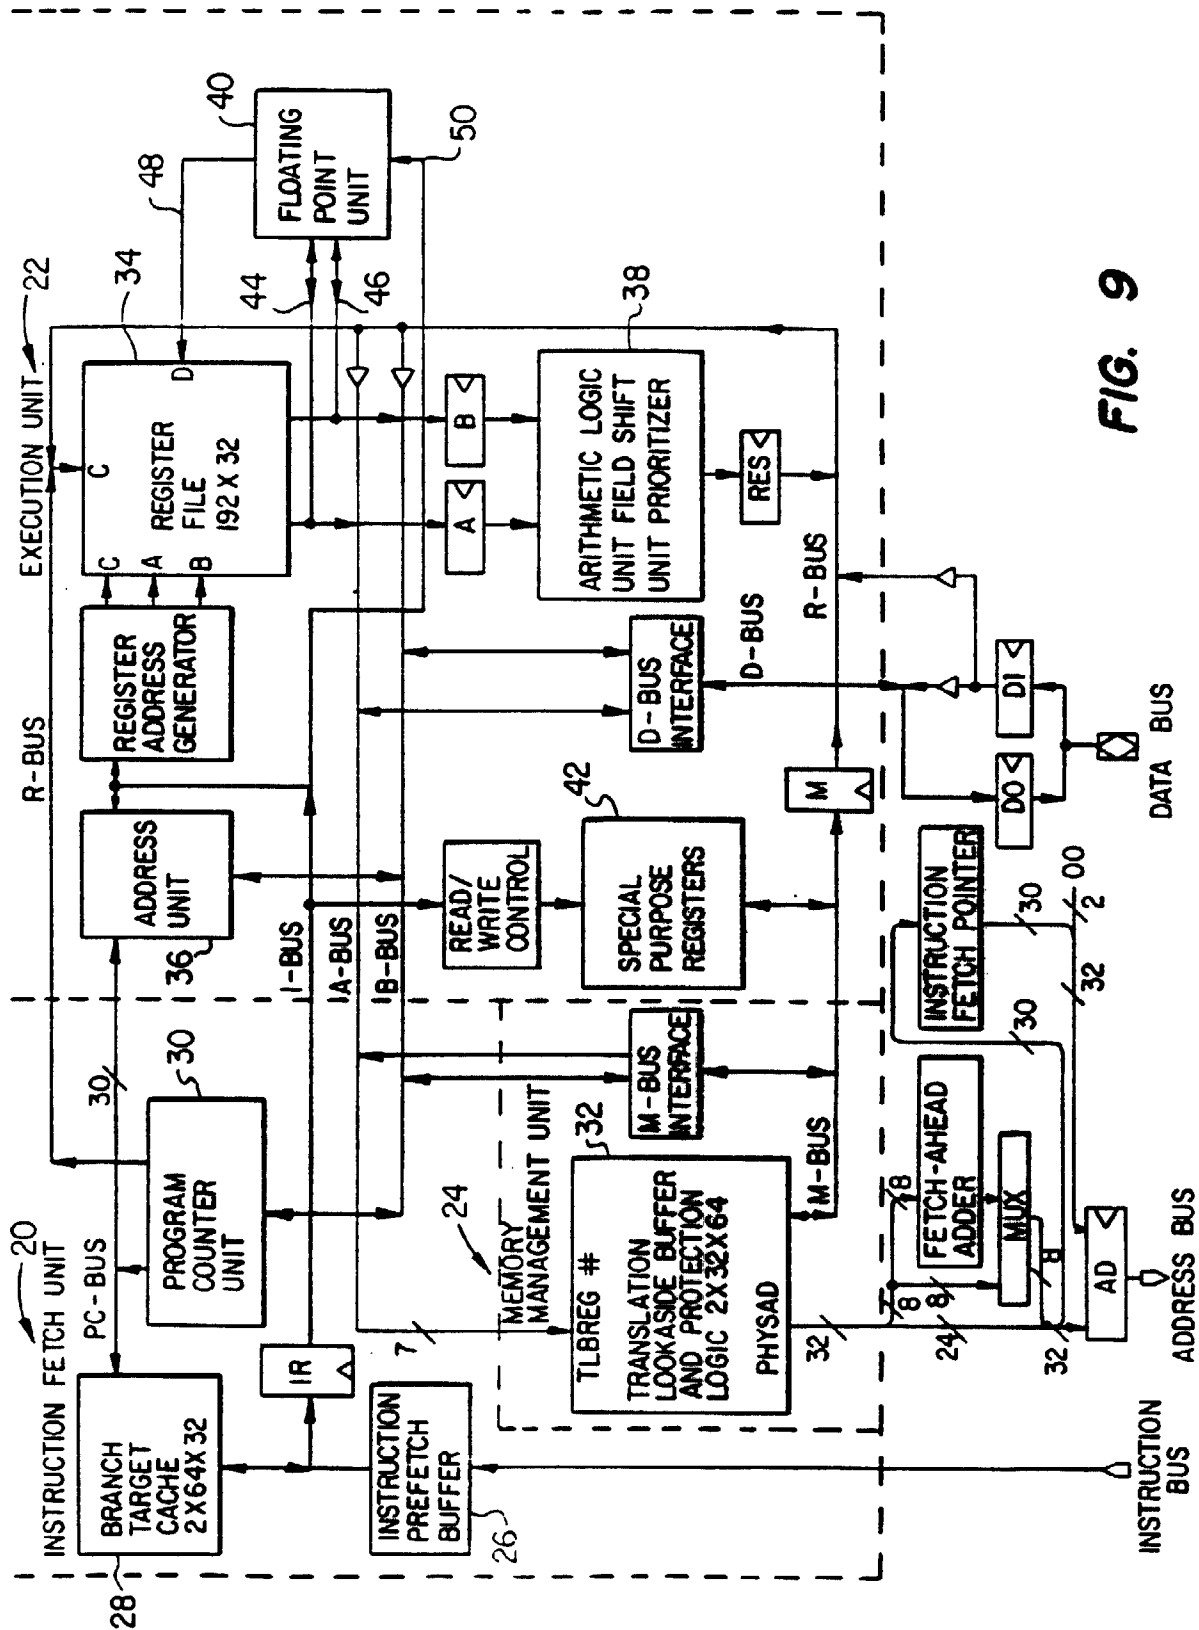 INSTRUCTION FETCH UNIT
20
EXECUTION UNIT
22
R-BUS
PC-BUS
30
28
BRANCH
TARGET
CACHE
2X64X32
30
PROGRAM
COUNTER
UNIT
36
ADDRESS
UNIT
REGISTER
ADDRESS
GENERATOR
C
A
B
C
D
34
REGISTER
FILE
192 X 32
48
40
FLOATING
POINT
UNIT
44
46
50
IR
I-BUS
A-BUS
B-BUS
26
INSTRUCTION
PREFETCH
BUFFER
7
24
MEMORY
MANAGEMENT UNIT
32
TLBREG #
TRANSLATION
LOOKASIDE BUFFER
AND PROTECTION
LOGIC 2X32X64
PHYSAD
M-BUS
INTERFACE
M-BUS
READ/
WRITE
CONTROL
42
SPECIAL
PURPOSE
REGISTERS
M
D-BUS
INTERFACE
D-BUS
A
B
38
ARITHMETIC LOGIC
UNIT FIELD SHIFT
UNIT PRIORITIZER
RES
R-BUS
32
8
8
8
24
32
FETCH-AHEAD
ADDER
MUX
8
30
INSTRUCTION
FETCH POINTER
30
2
00
32
AD
DO
DI
INSTRUCTION
BUS
ADDRESS BUS
DATA BUS
FIG. 9